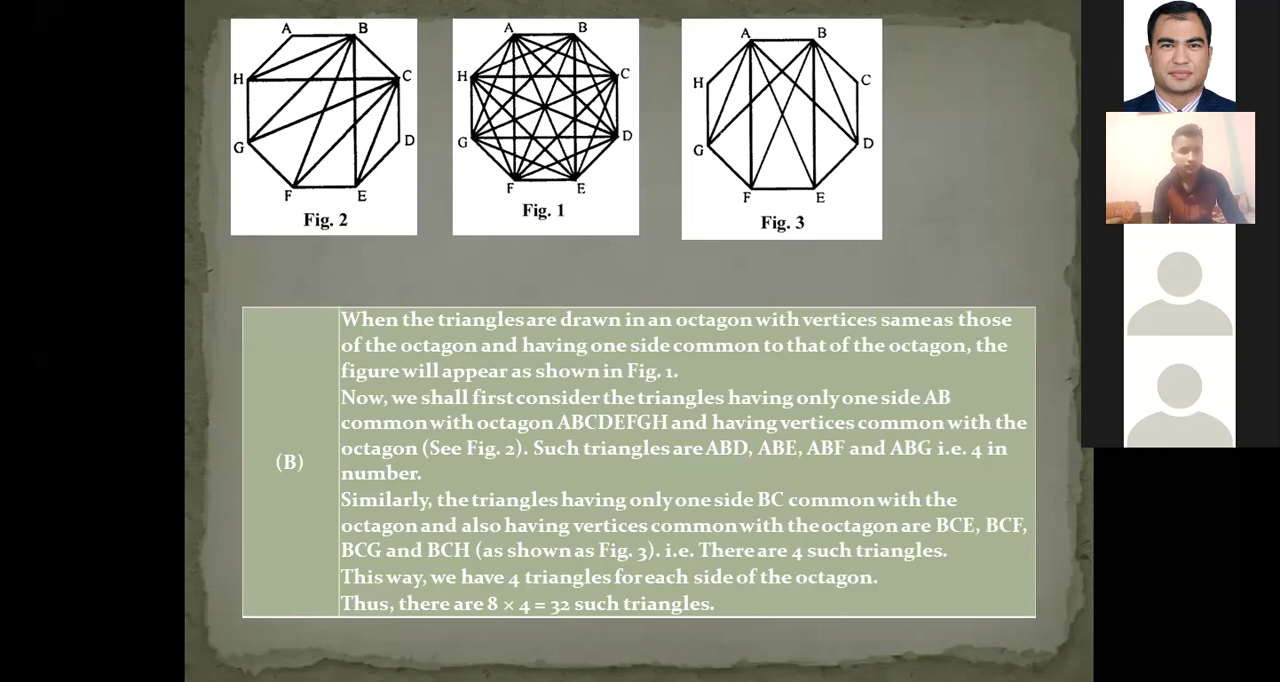 A B
H C
G D
F E
Fig. 2
A B
H C
G D
F E
Fig. 1
A B
H C
G D
F E
Fig. 3
(B)
When the triangles are drawn in an octagon with vertices same as those
of the octagon and having one side common to that of the octagon, the
figure will appear as shown in Fig. 1.
Now, we shall first consider the triangles having only one side AB
common with octagon ABCDEFGH and having vertices common with the
octagon (See Fig. 2). Such triangles are ABD, ABE, ABF and ABG i.e. 4 in
number.
Similarly, the triangles having only one side BC common with the
octagon and also having vertices common with the octagon are BCE, BCF,
BCG and BCH (as shown as Fig. 3). i.e. There are 4 such triangles.
This way, we have 4 triangles for each side of the octagon.
Thus, there are 8 × 4 = 32 such triangles.